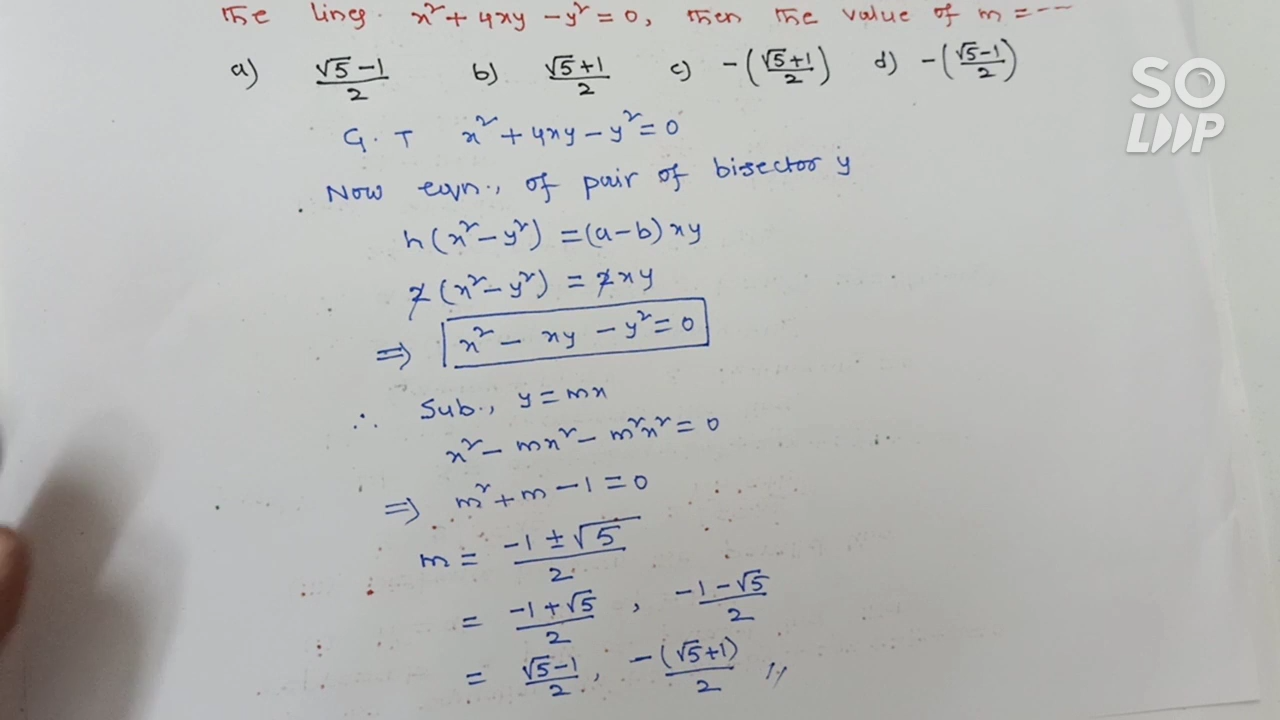 the lines x² + 4xy - y² = 0, then the value of m = ---
a) (√5 - 1)/2 b) (√5 + 1)/2 c) -((√5 + 1)/2) d) -((√5 - 1)/2)
SO
LOOP
G.T x² + 4xy - y² = 0
Now eqn., of pair of bisector is
h(x² - y²) = (a - b)xy
2(x² - y²) = 2xy
⇒ x² - xy - y² = 0
∴ Sub., y = mx
x² - mx² - m²x² = 0
⇒ m² + m - 1 = 0
m = (-1 ± √5)/2
= (-1 + √5)/2, (-1 - √5)/2
= (√5 - 1)/2, -(√5 + 1)/2 //